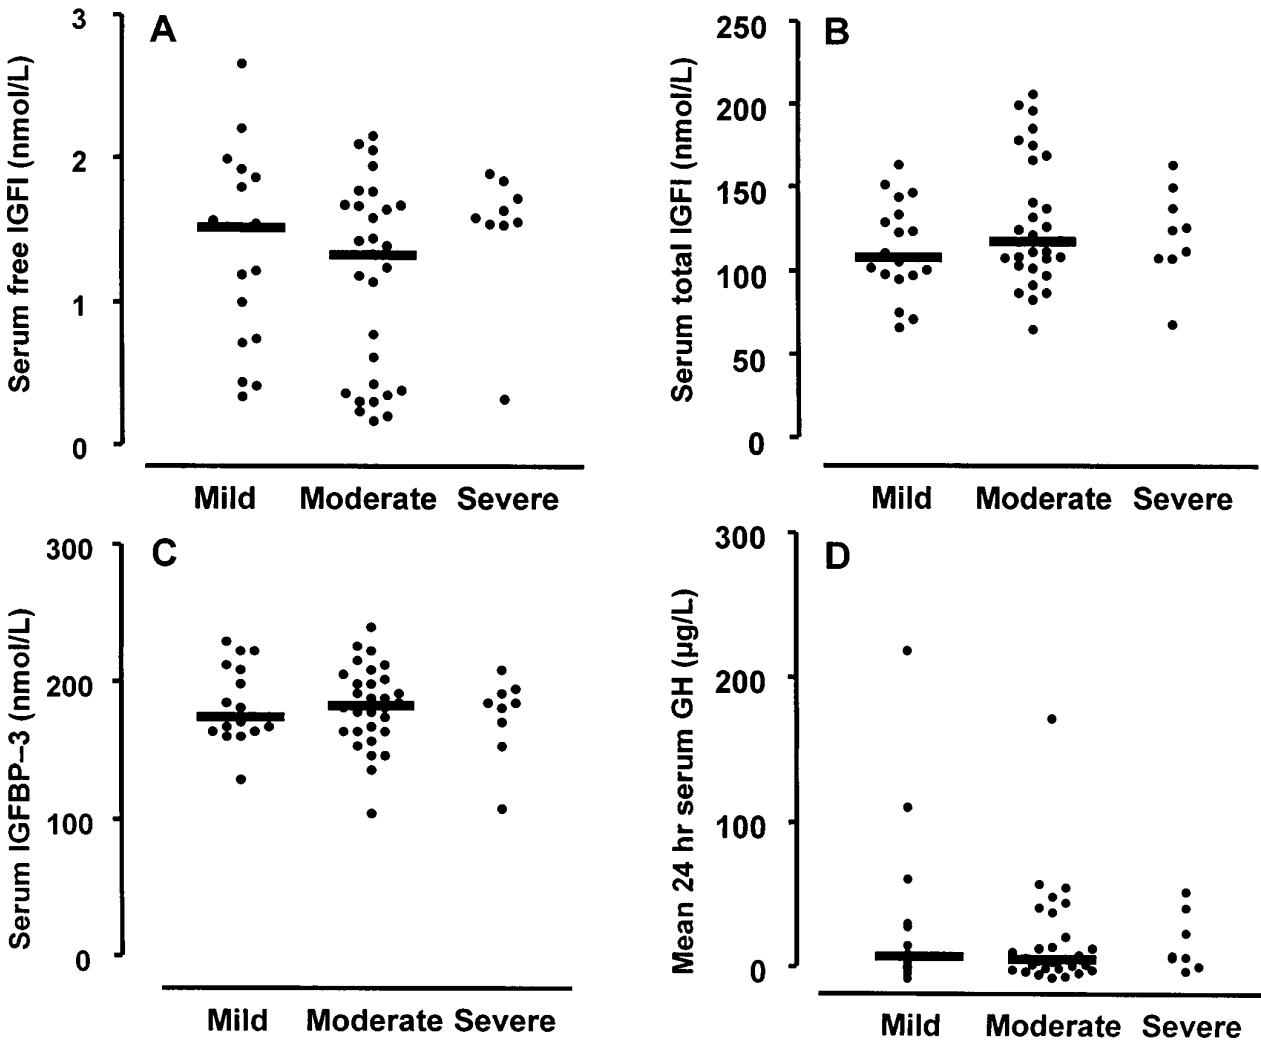 A
Serum free IGFI (nmol/L)
3
2
1
0
Mild Moderate Severe
B
Serum total IGFI (nmol/L)
250
200
150
100
50
0
Mild Moderate Severe
C
Serum IGFBP–3 (nmol/L)
300
200
100
0
Mild Moderate Severe
D
Mean 24 hr serum GH (µg/L)
300
200
100
0
Mild Moderate Severe